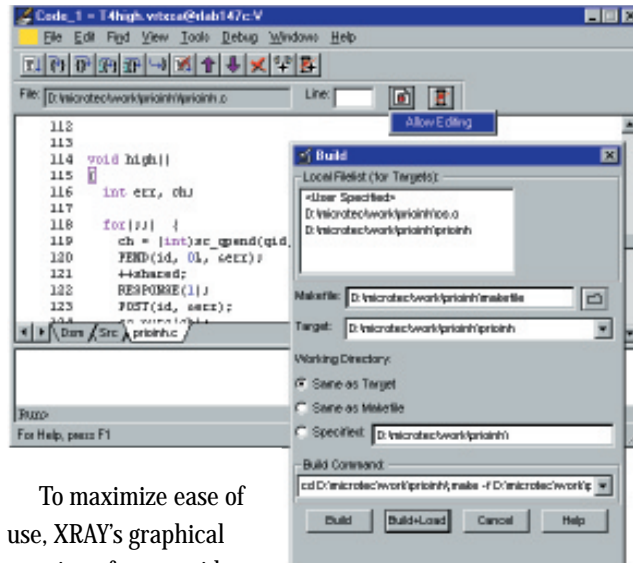 Code_1 = T4high.vrtxca@rlab147c:V
File Edit Find View Tools Debug Windows Help
File: D:\microtec\work\prioinh\prioinh.c Line:
Allow Editing
112
113
114 void high()
115 {
116 int err, ch;
117
118 for(;;) {
119 ch = (int)sc_qpend(qid,
120 PEND(id, 0l, &err);
121 ++shared;
122 RESPONSE(1);
123 POST(id, &err);
124
Dsm Src prioinh.c
Run>
For Help, press F1
Build
Local Filelist (for Targets):
<User Specified>
D:\microtec\work\prioinh\os.o
D:\microtec\work\prioinh\prioinh
Makefile: D:\microtec\work\prioinh\makefile
Target: D:\microtec\work\prioinh\prioinh
Working Directory:
Same as Target
Same as Makefile
Specified: D:\microtec\work\prioinh\
Build Command:
cd D:\microtec\work\prioinh\;make -f D:\microtec\work\p
Build Build+Load Cancel Help
To maximize ease of
use, XRAY's graphical